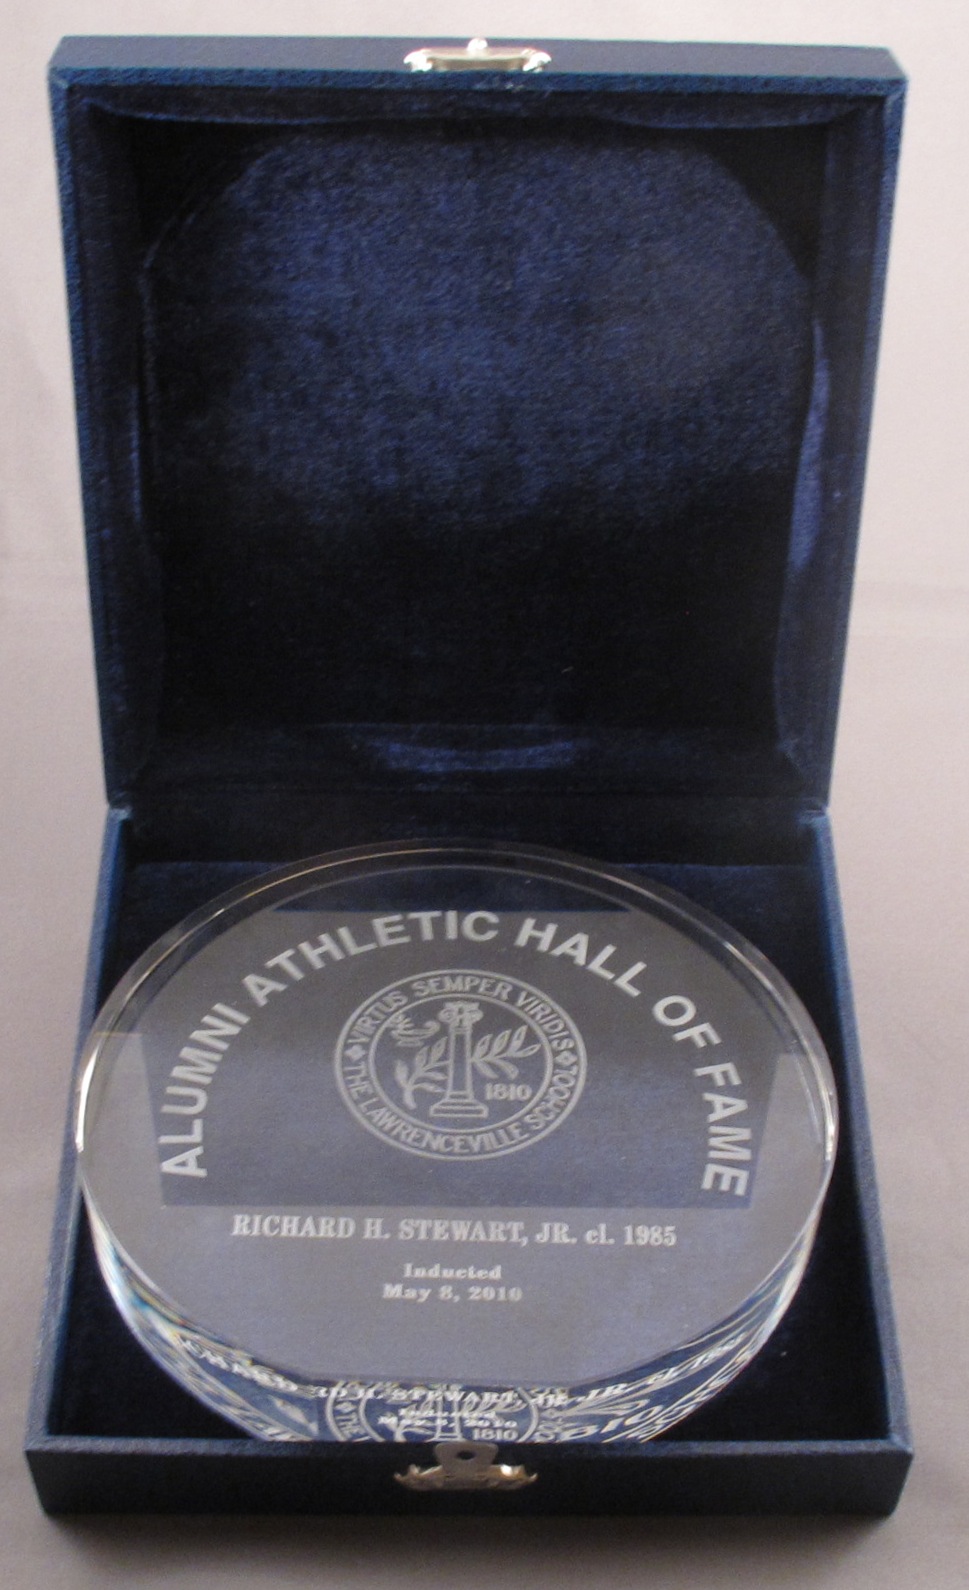 ALUMNI ATHLETIC HALL OF FAME
VIRTUS SEMPER VIRIDIS
1810
THE LAWRENCEVILLE SCHOOL
RICHARD H. STEWART, JR. cl. 1985
Inducted
May 8, 2010